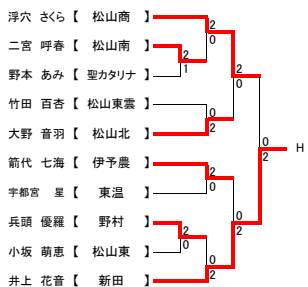 浮穴 さくら 【 松山商 】
二宮 呼春 【 松山南 】
野本 あみ 【 聖カタリナ 】
竹田 百杏 【 松山東雲 】
大野 音羽 【 松山北 】
箭代 七海 【 伊予農 】
宇都宮 星 【 東温 】
兵頭 優羅 【 野村 】
小坂 萌恵 【 松山東 】
井上 花音 【 新田 】
2
0
2
1
2
0
0
2
0
2
H
2
0
0
2
2
0
0
2